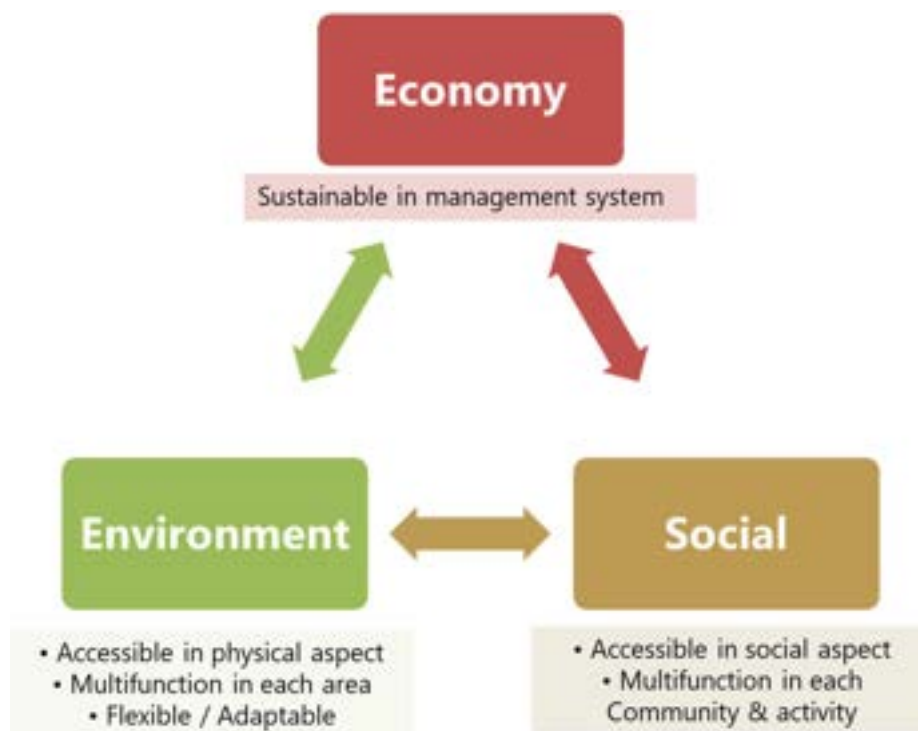 Economy
Sustainable in management system
Environment
Social
• Accessible in physical aspect
• Multifunction in each area
• Flexible / Adaptable
• Accessible in social aspect
• Multifunction in each
Community & activity